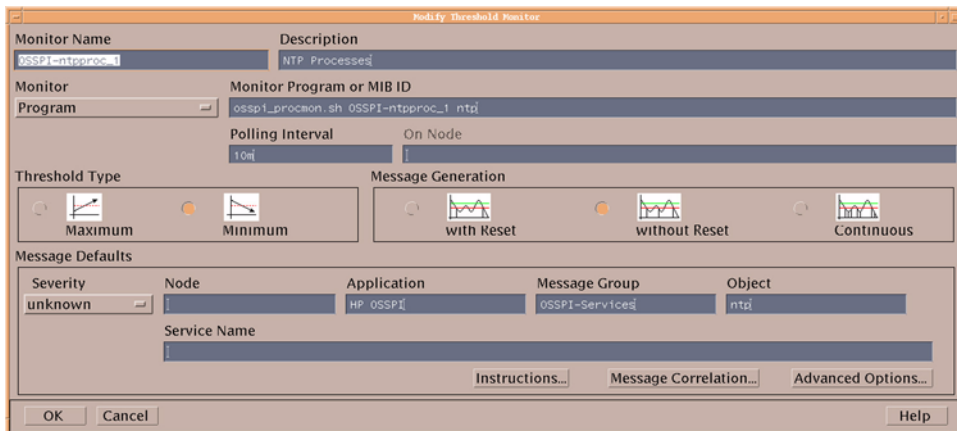 Modify Threshold Monitor
Monitor Name Description
OSSPI-ntpproc_1 NTP Processes
Monitor Monitor Program or MIB ID
Program osspi_procmon.sh OSSPI-ntpproc_1 ntp
Polling Interval On Node
10m
Threshold Type Message Generation
Maximum Minimum with Reset without Reset Continuous
Message Defaults
Severity Node Application Message Group Object
unknown HP OSSPI OSSPI-Services ntp
Service Name
Instructions... Message Correlation... Advanced Options...
OK Cancel Help